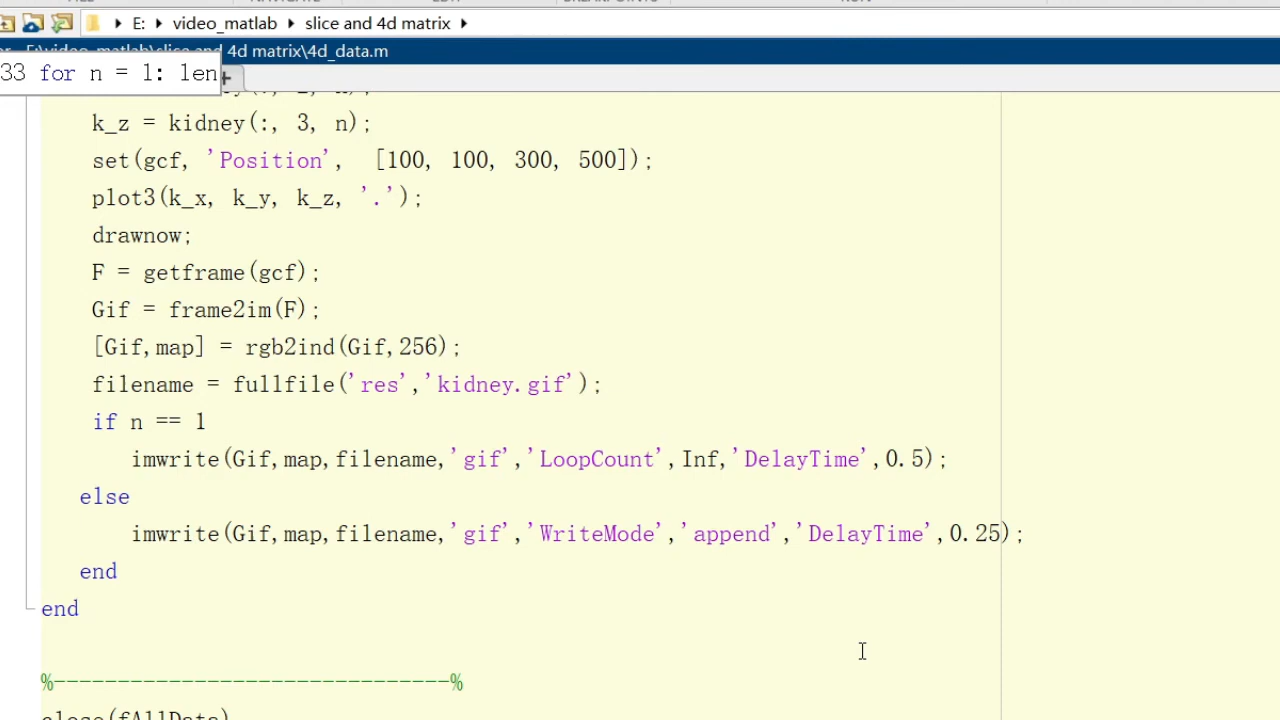 E: video_matlab slice and 4d matrix
4d matrix\4d_data.m
33 for n = 1: len
k_z = kidney(:, 3, n);
set(gcf, 'Position', [100, 100, 300, 500]);
plot3(k_x, k_y, k_z, '.');
drawnow;
F = getframe(gcf);
Gif = frame2im(F);
[Gif,map] = rgb2ind(Gif,256);
filename = fullfile('res','kidney.gif');
if n == 1
imwrite(Gif,map,filename,'gif','LoopCount',Inf,'DelayTime',0.5);
else
imwrite(Gif,map,filename,'gif','WriteMode','append','DelayTime',0.25);
end
end
%-------------------------------%
close(fAllData)